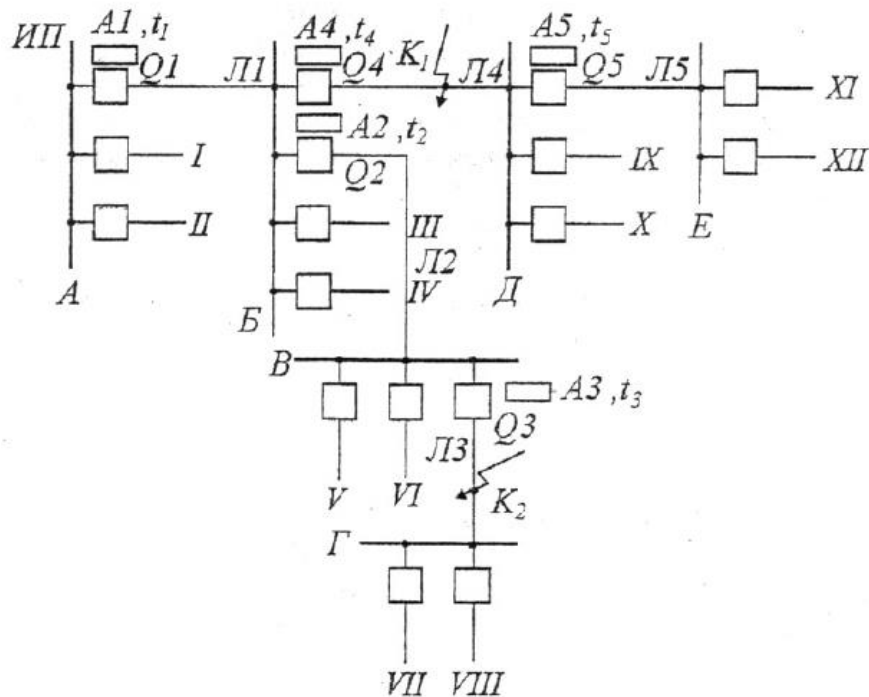 ИП A1 , t₁ A4 , t₄ K₁ A5 , t₅
Q1 Л1 Q4 Л4 Q5 Л5 XI
A2 , t₂
I Q2 IX XII
II III X E
Л2
А IV Д
Б
В
A3 , t₃
Q3
Л3
V VI K₂
Г
VII VIII